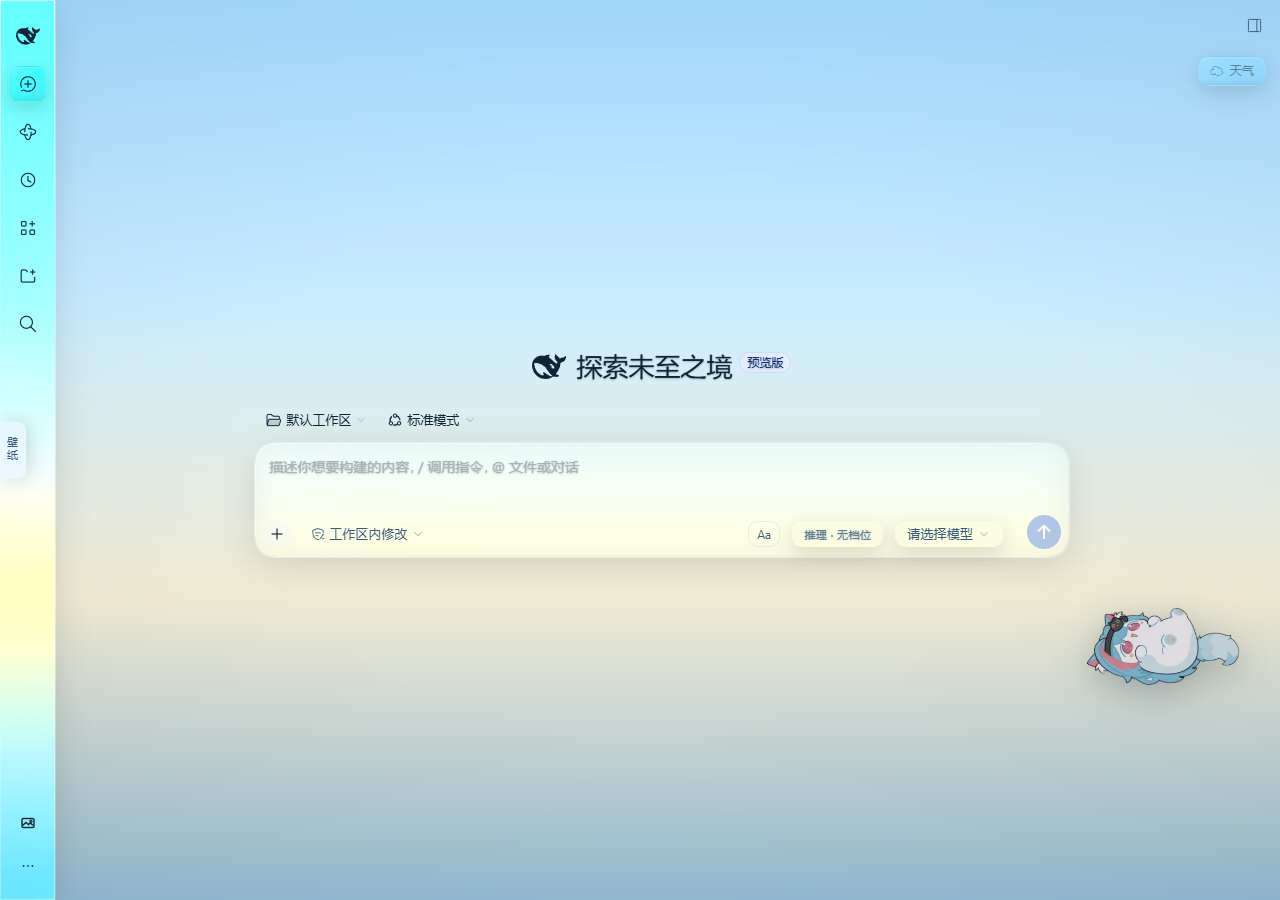 天气
探索未至之境 预览版
默认工作区 标准模式
壁
纸
描述你想要构建的内容, / 调用指令, @ 文件或对话
工作区内修改 Aa 推理 · 无档位 请选择模型